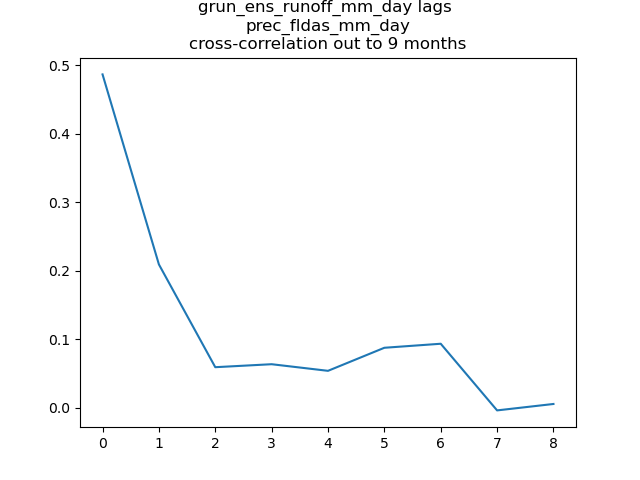 grun_ens_runoff_mm_day lags
prec_fldas_mm_day
cross-correlation out to 9 months
0.5
0.4
0.3
0.2
0.1
0.0
0 1 2 3 4 5 6 7 8